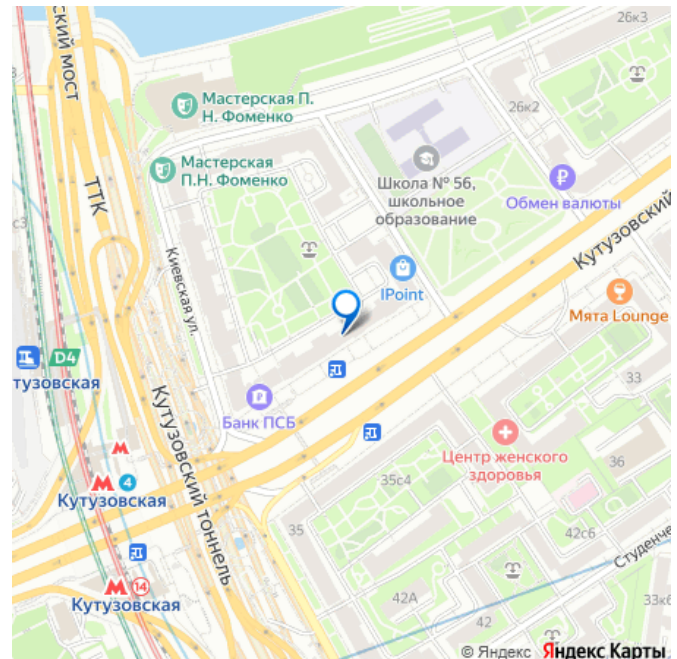 ский мост
26к3
26к2
Мастерская П.
Н. Фоменко
Мастерская
П.Н. Фоменко
ТТК
Школа № 56,
школьное
образование
Обмен валюты
Кутузовский
с3
Киевская ул.
IPoint
Мята Lounge
D4
тузовская
33
Банк ПСБ
Кутузовский тоннель
Центр женского
здоровья
36
4
Кутузовская
35с4
35
42с6
Студенче
14
Кутузовская
42А
42
33к6
© Яндекс Яндекс Карты